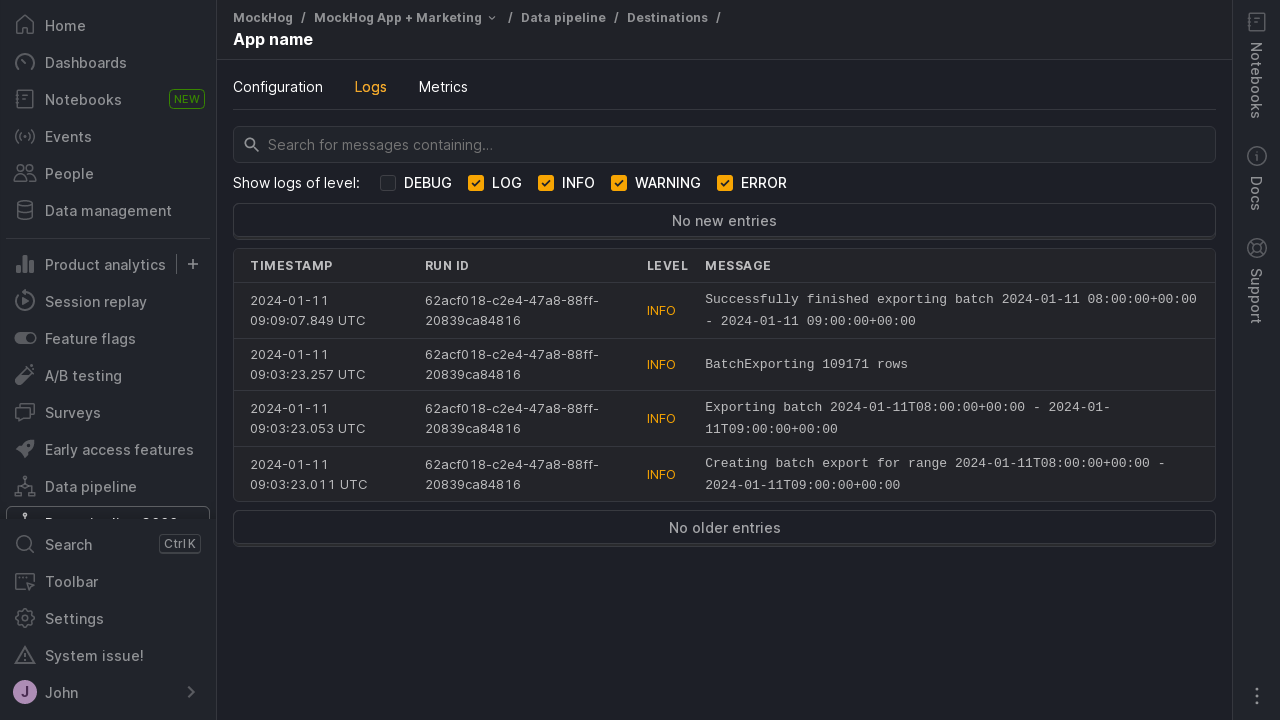 Home
Dashboards
Notebooks NEW
Events
People
Data management
Product analytics
Session replay
Feature flags
A/B testing
Surveys
Early access features
Data pipeline
Search Ctrl K
Toolbar
Settings
System issue!
J John
MockHog / MockHog App + Marketing / Data pipeline / Destinations /
App name
Configuration Logs Metrics
Search for messages containing…
Show logs of level: DEBUG LOG INFO WARNING ERROR
No new entries
TIMESTAMP RUN ID LEVEL MESSAGE
2024-01-11 09:09:07.849 UTC 62acf018-c2e4-47a8-88ff-20839ca84816 INFO Successfully finished exporting batch 2024-01-11 08:00:00+00:00 - 2024-01-11 09:00:00+00:00
2024-01-11 09:03:23.257 UTC 62acf018-c2e4-47a8-88ff-20839ca84816 INFO BatchExporting 109171 rows
2024-01-11 09:03:23.053 UTC 62acf018-c2e4-47a8-88ff-20839ca84816 INFO Exporting batch 2024-01-11T08:00:00+00:00 - 2024-01-11T09:00:00+00:00
2024-01-11 09:03:23.011 UTC 62acf018-c2e4-47a8-88ff-20839ca84816 INFO Creating batch export for range 2024-01-11T08:00:00+00:00 - 2024-01-11T09:00:00+00:00
No older entries
Notebooks
Docs
Support